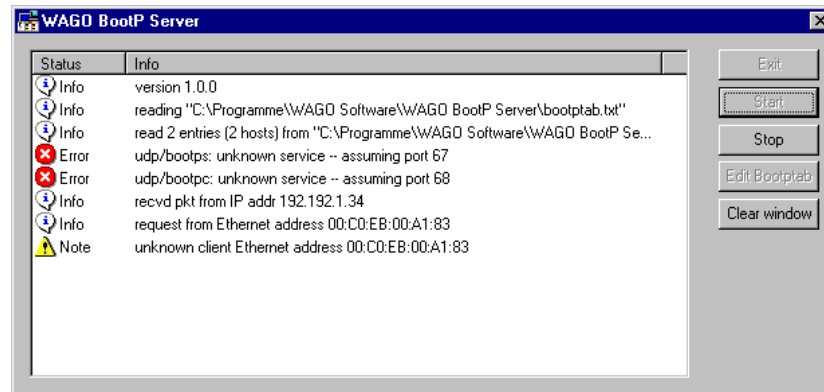 WAGO BootP Server
Status Info
Info version 1.0.0
Info reading "C:\Programme\WAGO Software\WAGO BootP Server\bootptab.txt"
Info read 2 entries (2 hosts) from "C:\Programme\WAGO Software\WAGO BootP Se...
Error udp/bootps: unknown service -- assuming port 67
Error udp/bootpc: unknown service -- assuming port 68
Info recvd pkt from IP addr 192.192.1.34
Info request from Ethernet address 00:C0:EB:00:A1:83
Note unknown client Ethernet address 00:C0:EB:00:A1:83
Exit
Start
Stop
Edit Bootptab
Clear window